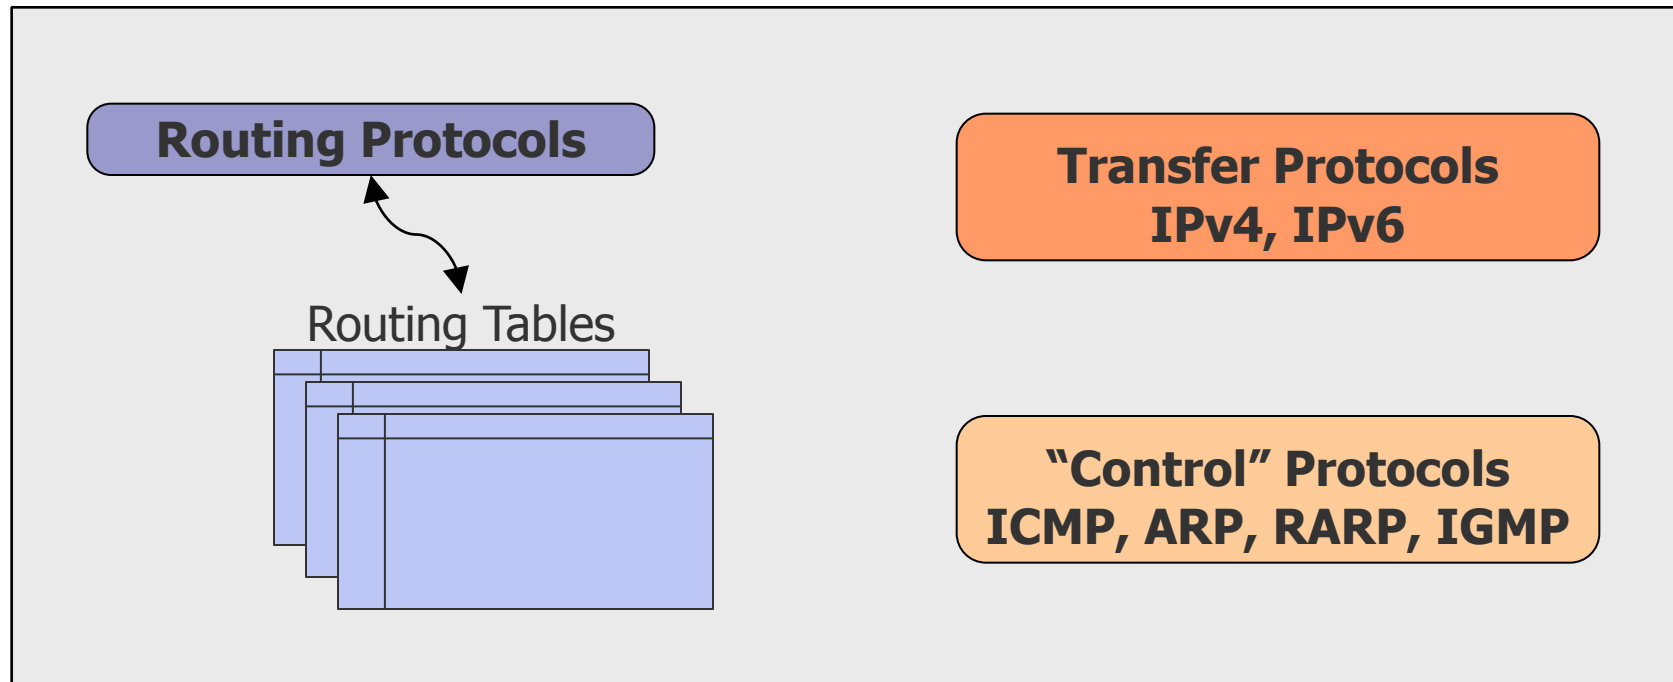 Routing Protocols
Routing Tables
Transfer Protocols
IPv4, IPv6
“Control” Protocols
ICMP, ARP, RARP, IGMP